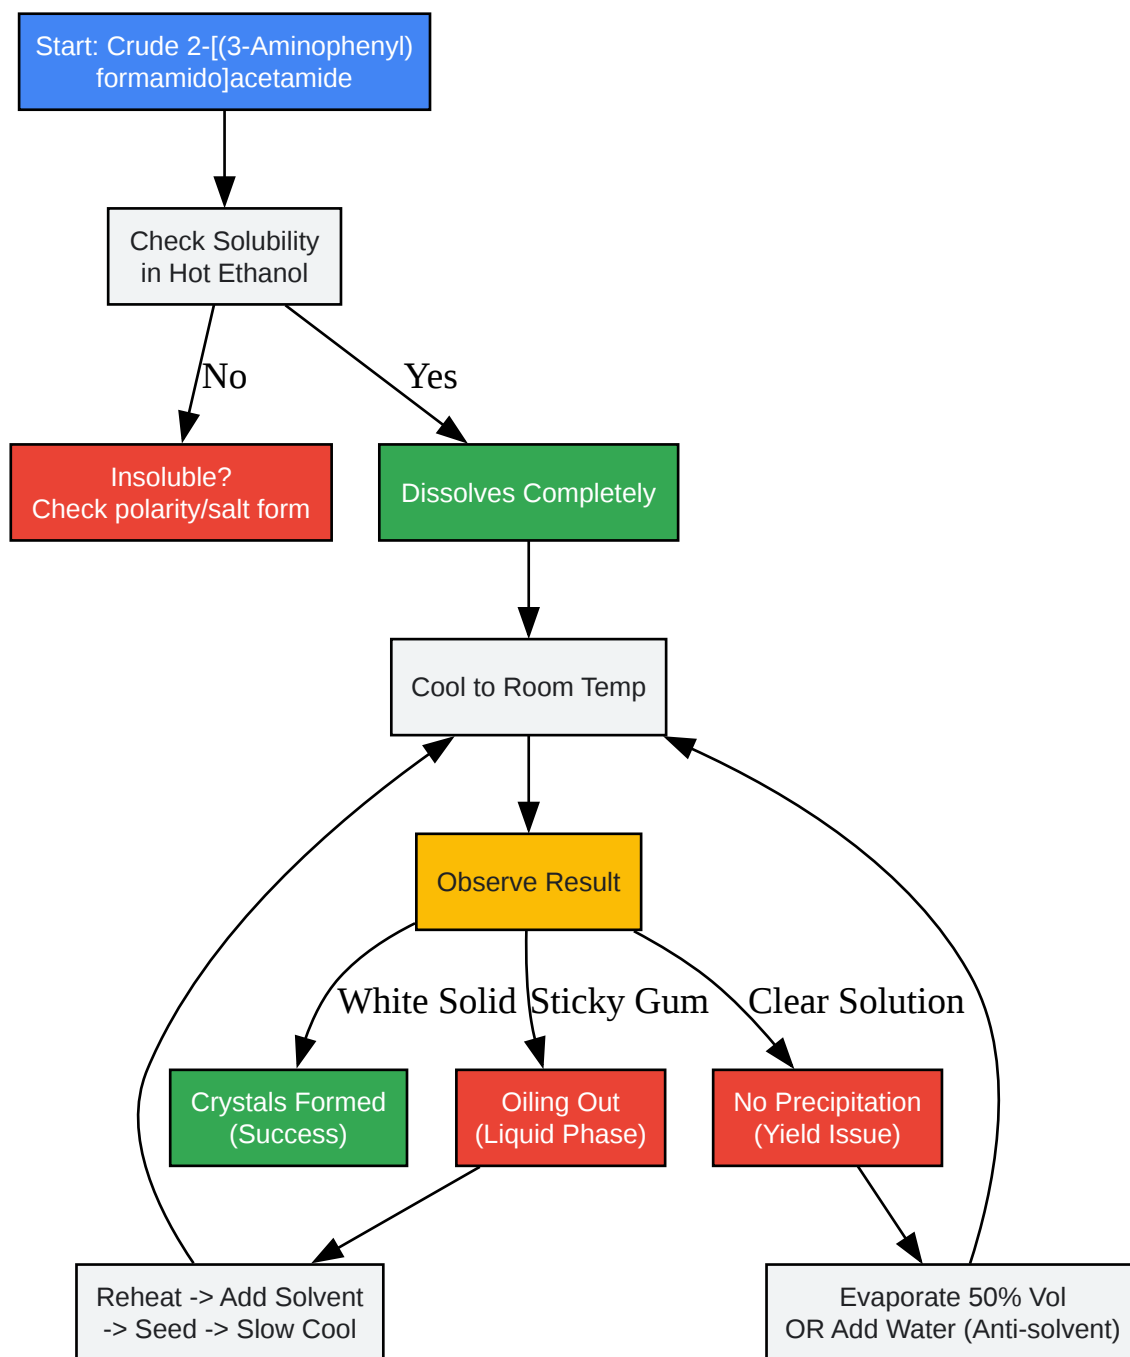 Start: Crude 2-[(3-Aminophenyl)
formamido]acetamide
Check Solubility
in Hot Ethanol
No
Yes
Insoluble?
Check polarity/salt form
Dissolves Completely
Cool to Room Temp
Observe Result
White Solid
Sticky Gum
Clear Solution
Crystals Formed
(Success)
Oiling Out
(Liquid Phase)
No Precipitation
(Yield Issue)
Reheat -> Add Solvent
-> Seed -> Slow Cool
Evaporate 50% Vol
OR Add Water (Anti-solvent)